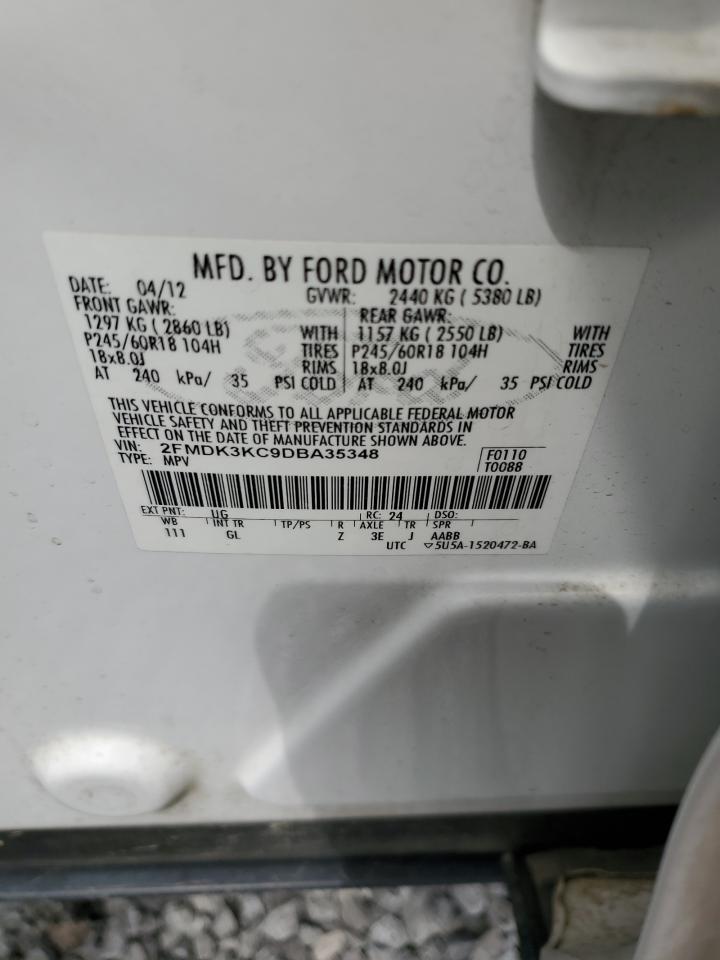 MFD. BY FORD MOTOR CO.
DATE: 04/12 GVWR: 2440 KG ( 5380 LB)
FRONT GAWR: REAR GAWR:
1297 KG ( 2860 LB) WITH 1157 KG ( 2550 LB) WITH
P245/60R18 104H TIRES P245/60R18 104H TIRES
18x8.0J RIMS 18x8.0J RIMS
AT 240 kPa/ 35 PSI COLD AT 240 kPa/ 35 PSI COLD
THIS VEHICLE CONFORMS TO ALL APPLICABLE FEDERAL MOTOR
VEHICLE SAFETY AND THEFT PREVENTION STANDARDS IN
EFFECT ON THE DATE OF MANUFACTURE SHOWN ABOVE.
VIN: 2FMDK3KC9DBA35348 F0110
TYPE: MPV T0088
EXT PNT: UG RC: 24 DSO:
WB INT TR TP/PS R AXLE TR SPR
111 GL Z 3E J AABB
UTC ▽5U5A-1520472-BA